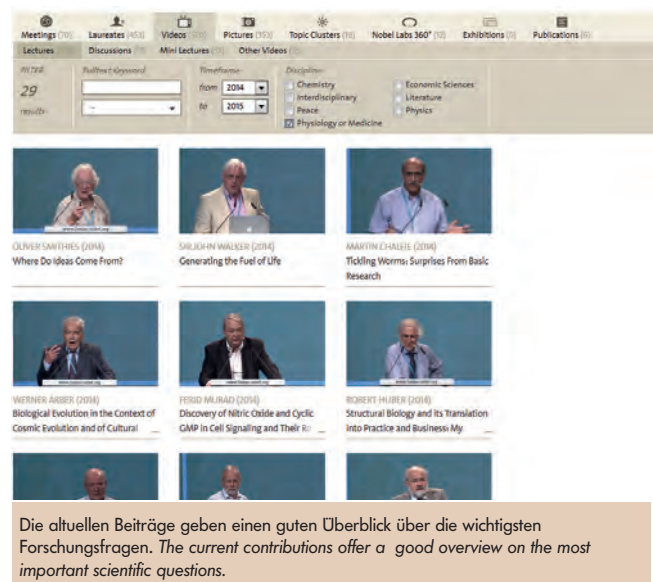 Meetings (70) Laureates (453) Videos Pictures (353) Topic Clusters (10) Nobel Labs 360° (12) Exhibitions Publications
Lectures Discussions Mini Lectures Other Videos
FILTER Fulltext Keyword Timeframe Discipline
29 from 2014 Chemistry Economic Sciences
Interdisciplinary Literature
results to 2015 Peace Physics
Physiology or Medicine
OLIVER SMITHIES (2014) SIR JOHN WALKER (2014) MARTIN CHALFIE (2014)
Where Do Ideas Come From? Generating the Fuel of Life Tickling Worms: Surprises From Basic
Research
WERNER ARBER (2014) FERID MURAD (2014) ROBERT HUBER (2014)
Biological Evolution in the Context of Discovery of Nitric Oxide and Cyclic Structural Biology and Its Translation
Cosmic Evolution and of Cultural GMP in Cell Signaling and Their into Practice and Business: My
Die altuellen Beiträge geben einen guten Überblick über die wichtigsten
Forschungsfragen. The current contributions offer a good overview on the most
important scientific questions.